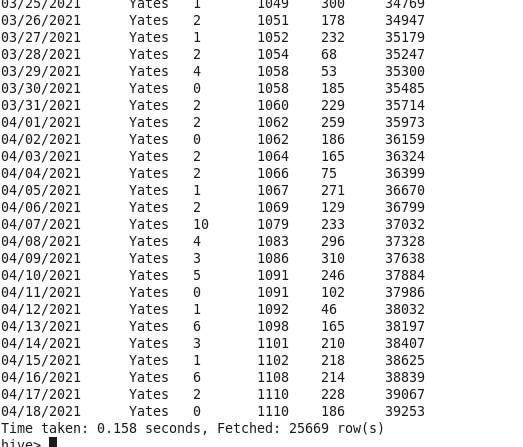 03/25/2021 Yates 1 1049 300 34769
03/26/2021 Yates 2 1051 178 34947
03/27/2021 Yates 1 1052 232 35179
03/28/2021 Yates 2 1054 68 35247
03/29/2021 Yates 4 1058 53 35300
03/30/2021 Yates 0 1058 185 35485
03/31/2021 Yates 2 1060 229 35714
04/01/2021 Yates 2 1062 259 35973
04/02/2021 Yates 0 1062 186 36159
04/03/2021 Yates 2 1064 165 36324
04/04/2021 Yates 2 1066 75 36399
04/05/2021 Yates 1 1067 271 36670
04/06/2021 Yates 2 1069 129 36799
04/07/2021 Yates 10 1079 233 37032
04/08/2021 Yates 4 1083 296 37328
04/09/2021 Yates 3 1086 310 37638
04/10/2021 Yates 5 1091 246 37884
04/11/2021 Yates 0 1091 102 37986
04/12/2021 Yates 1 1092 46 38032
04/13/2021 Yates 6 1098 165 38197
04/14/2021 Yates 3 1101 210 38407
04/15/2021 Yates 1 1102 218 38625
04/16/2021 Yates 6 1108 214 38839
04/17/2021 Yates 2 1110 228 39067
04/18/2021 Yates 0 1110 186 39253
Time taken: 0.158 seconds, Fetched: 25669 row(s)
hive>